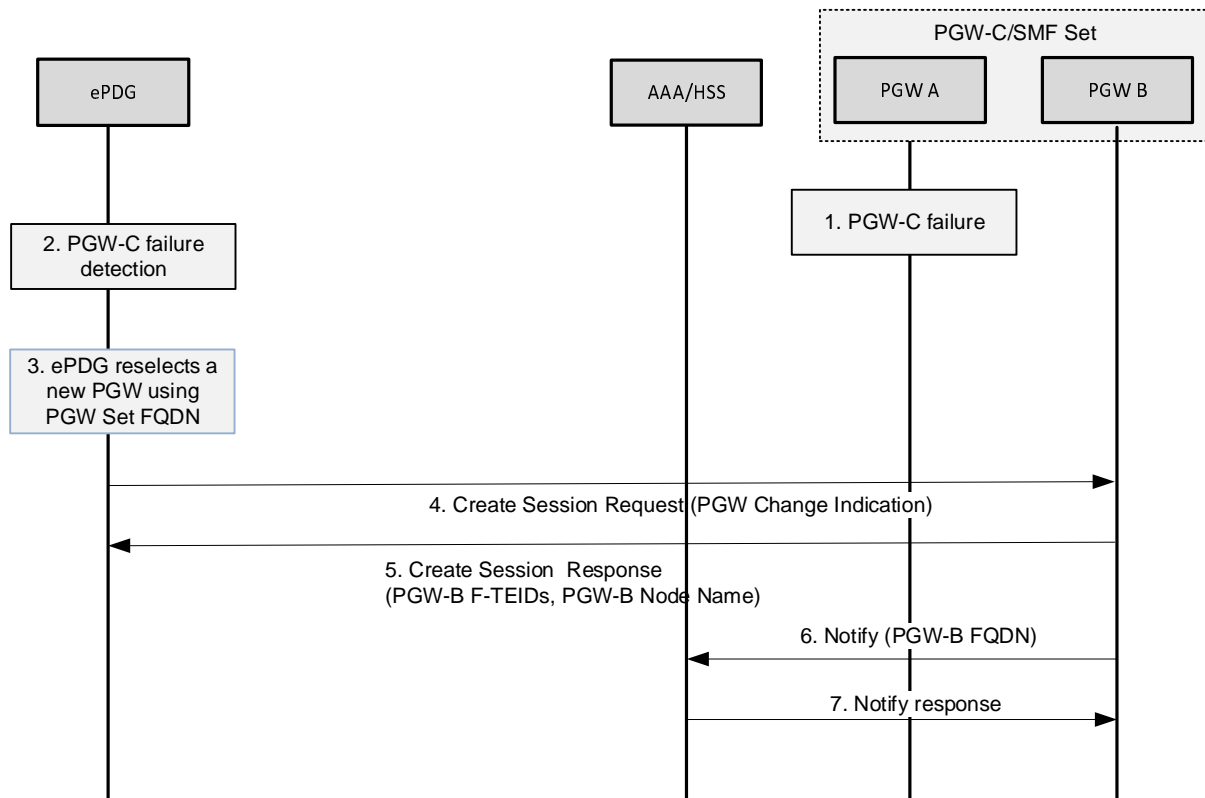 PGW-C/SMF Set
ePDG
AAA/HSS
PGW A
PGW B
1. PGW-C failure
2. PGW-C failure
detection
3. ePDG reselects a
new PGW using
PGW Set FQDN
4. Create Session Request (PGW Change Indication)
5. Create Session Response
(PGW-B F-TEIDs, PGW-B Node Name)
6. Notify (PGW-B FQDN)
7. Notify response